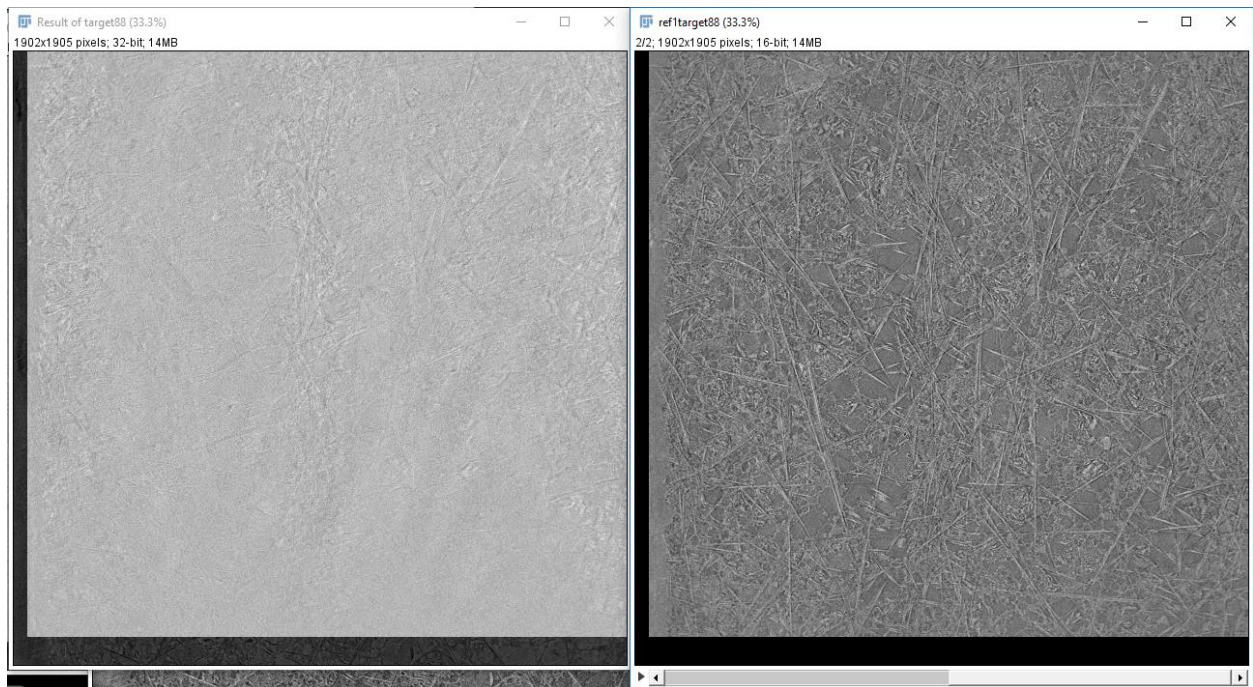 Result of target88 (33.3%)
1902x1905 pixels; 32-bit; 14MB
ref1target88 (33.3%)
2/2; 1902x1905 pixels; 16-bit; 14MB